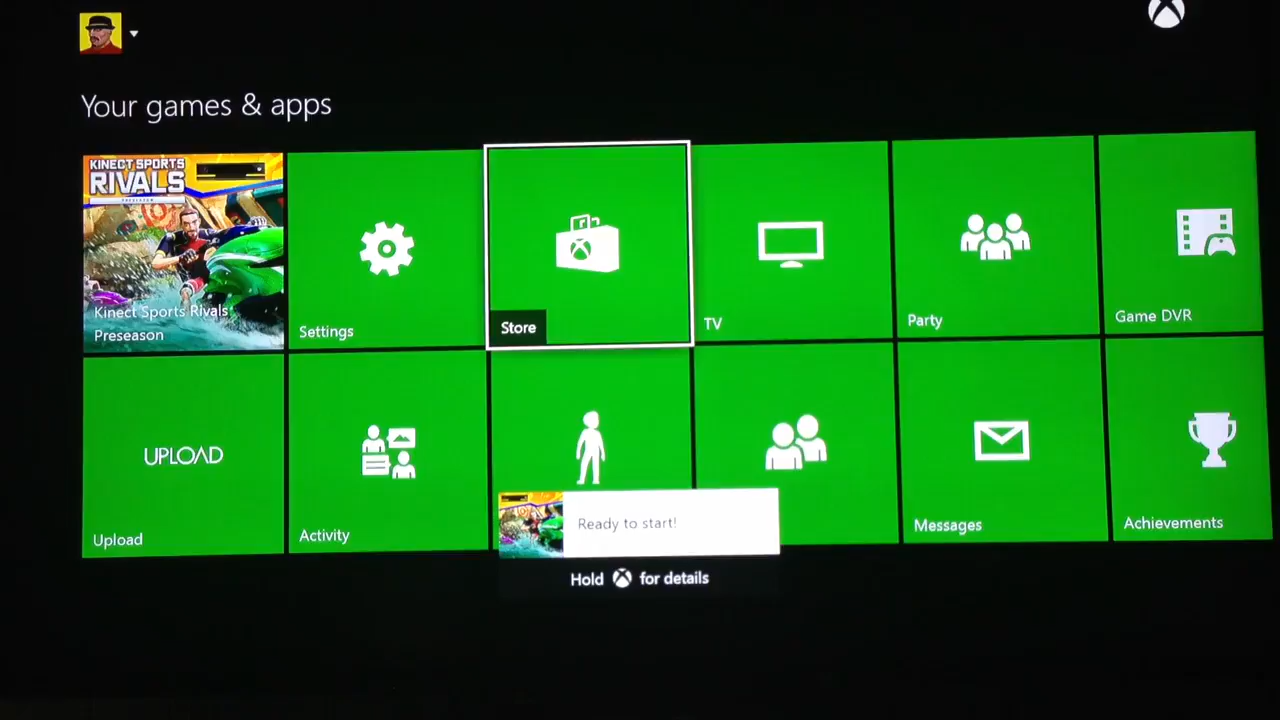 Your games & apps
KINECT SPORTS
RIVALS
PRESEASON
Kinect Sports Rivals
Preseason
Settings
Store
TV
Party
Game DVR
UPLOAD
Upload
Activity
Messages
Achievements
Ready to start!
Hold for details